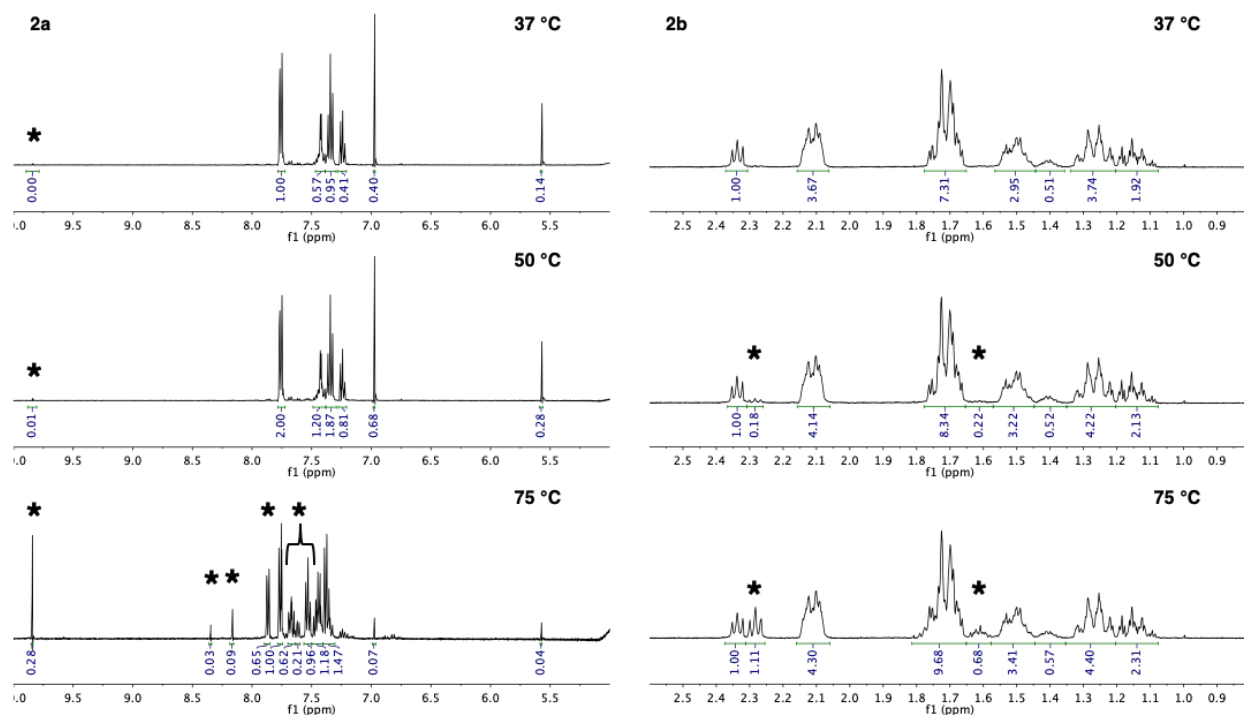 2a 37 °C
*
0.00 1.00 0.57 0.95 0.41 0.40 0.14
.0 9.5 9.0 8.5 8.0 7.5 7.0 6.5 6.0 5.5
f1 (ppm)
50 °C
*
0.01 2.00 1.20 1.87 0.81 0.68 0.28
.0 9.5 9.0 8.5 8.0 7.5 7.0 6.5 6.0 5.5
f1 (ppm)
75 °C
* * * * *
0.28 0.03 0.09 0.65 1.00 0.62 0.21 0.96 1.18 1.47 0.07 0.04
.0 9.5 9.0 8.5 8.0 7.5 7.0 6.5 6.0 5.5
f1 (ppm)
2b 37 °C
1.00 3.67 7.31 2.95 0.51 3.74 1.92
2.5 2.4 2.3 2.2 2.1 2.0 1.9 1.8 1.7 1.6 1.5 1.4 1.3 1.2 1.1 1.0 0.9
f1 (ppm)
50 °C
* *
1.00 0.18 4.14 8.34 0.22 3.22 0.52 4.22 2.13
2.5 2.4 2.3 2.2 2.1 2.0 1.9 1.8 1.7 1.6 1.5 1.4 1.3 1.2 1.1 1.0 0.9
f1 (ppm)
75 °C
* *
1.00 1.11 4.30 9.68 0.68 3.41 0.57 4.40 2.31
2.5 2.4 2.3 2.2 2.1 2.0 1.9 1.8 1.7 1.6 1.5 1.4 1.3 1.2 1.1 1.0 0.9
f1 (ppm)